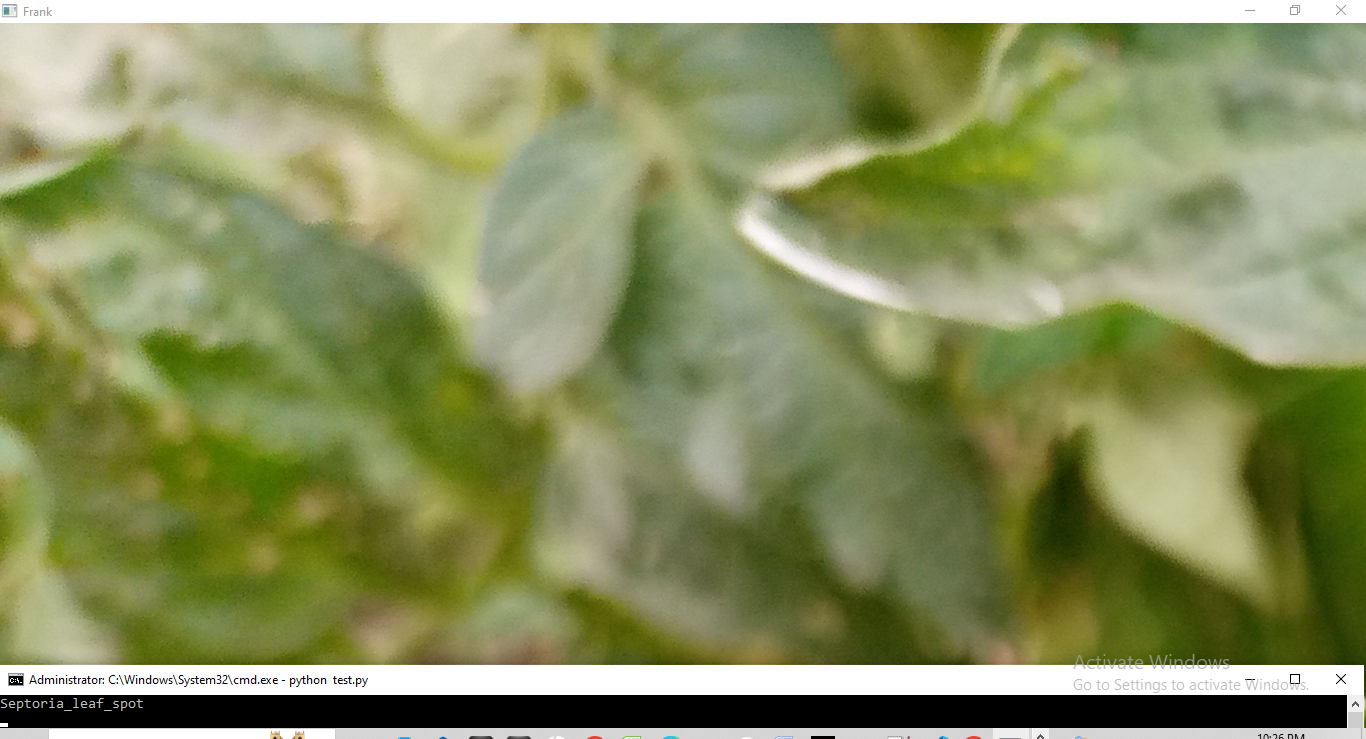 Frank
Activate Windows
Go to Settings to activate Windows.
Administrator: C:\Windows\System32\cmd.exe - python  test.py
Septoria_leaf_spot
10:26 PM